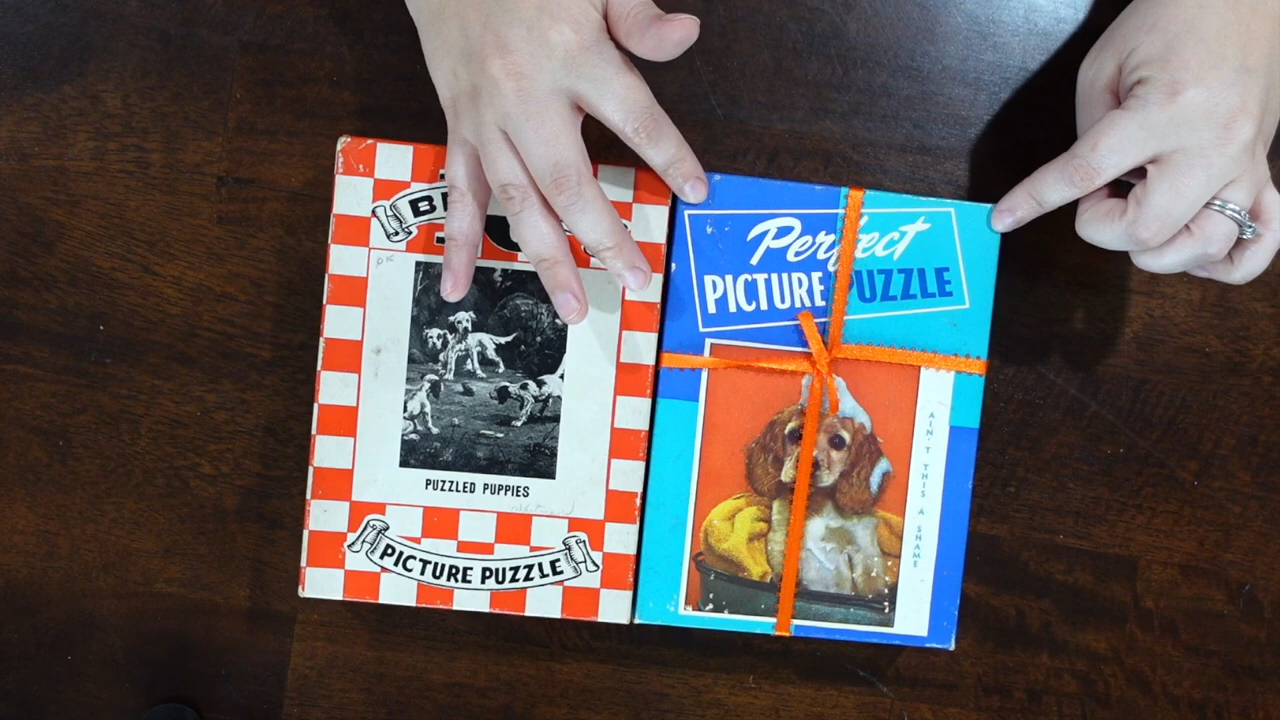 PUZZLED PUPPIES
PICTURE PUZZLE
Perfect
PICTURE PUZZLE
AIN'T THIS A SHAME